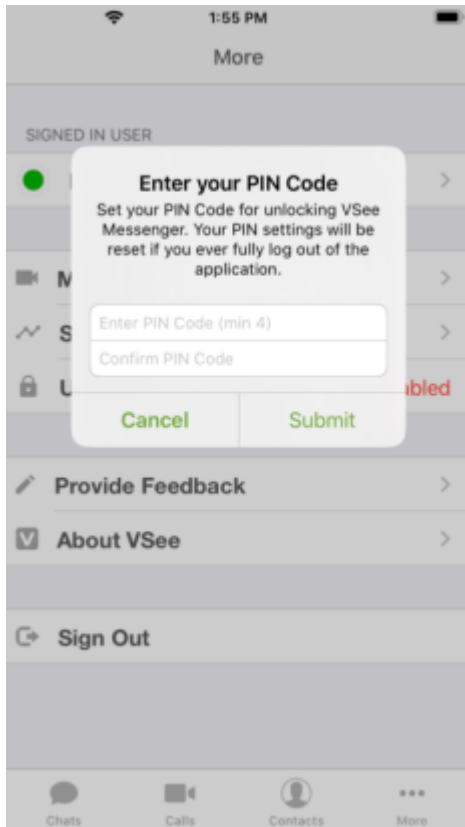 1:55 PM
More
SIGNED IN USER
Enter your PIN Code
Set your PIN Code for unlocking VSee
Messenger. Your PIN settings will be
reset if you ever fully log out of the
application.
Enter PIN Code (min 4)
Confirm PIN Code
Cancel Submit
Provide Feedback
About VSee
Sign Out
Chats Calls Contacts More